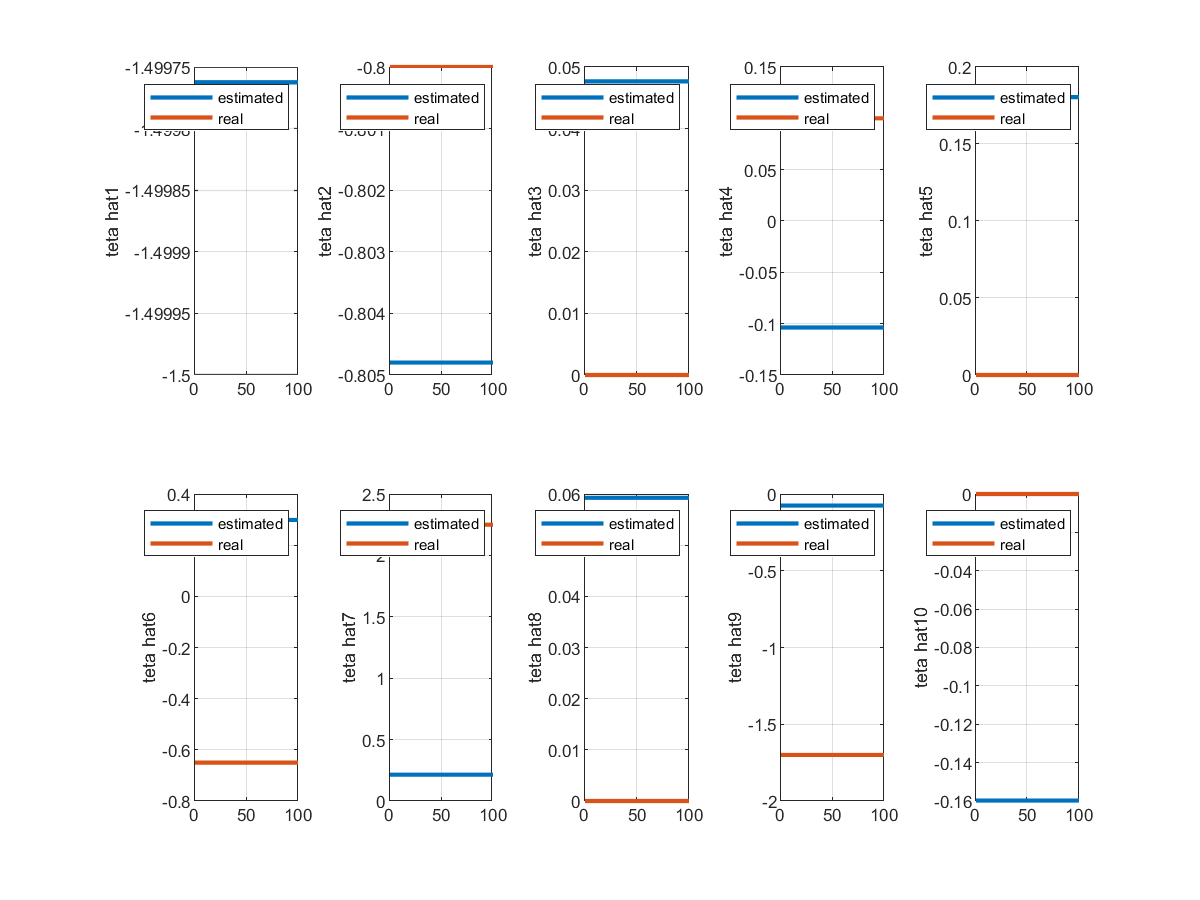 -1.49975
-1.49985
-1.4999
-1.49995
-1.5
0 50 100
teta hat1
estimated
real
-0.8
-0.802
-0.803
-0.804
-0.805
0 50 100
teta hat2
estimated
real
0.05
0.03
0.02
0.01
0
0 50 100
teta hat3
estimated
real
0.15
0.05
0
-0.05
-0.1
-0.15
0 50 100
teta hat4
estimated
real
0.2
0.15
0.1
0.05
0
0 50 100
teta hat5
estimated
real
0.4
0
-0.2
-0.4
-0.6
-0.8
0 50 100
teta hat6
estimated
real
2.5
2
1.5
1
0.5
0
0 50 100
teta hat7
estimated
real
0.06
0.04
0.03
0.02
0.01
0
0 50 100
teta hat8
estimated
real
0
-0.5
-1
-1.5
-2
0 50 100
teta hat9
estimated
real
0
-0.04
-0.06
-0.08
-0.1
-0.12
-0.14
-0.16
0 50 100
teta hat10
estimated
real